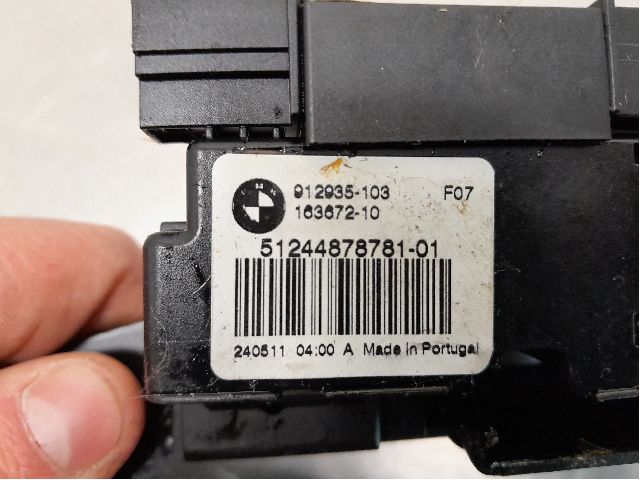 912935-103 F07
163672-10
51244878781-01
240511 04:00 A Made in Portugal